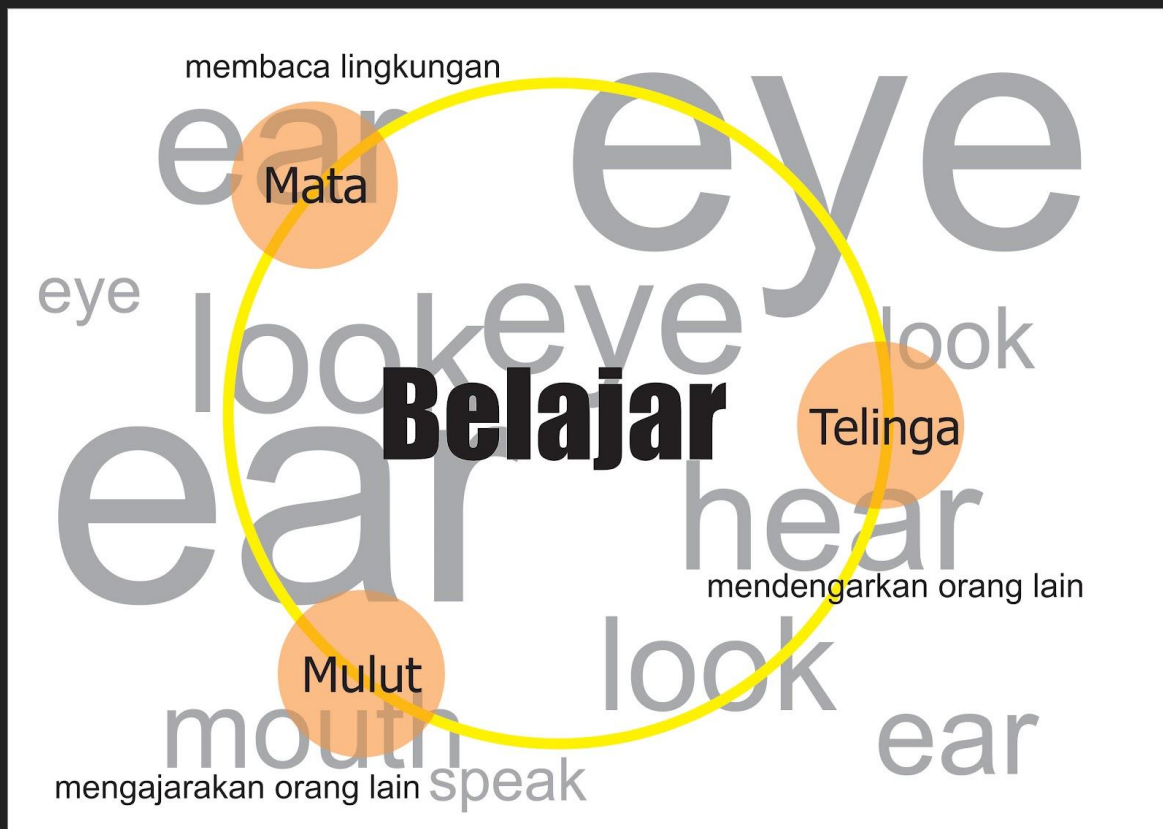 membaca lingkungan
ear
eye
Mata
eye
look
eye
look
Belajar
Telinga
ear
hear
mendengarkan orang lain
look
Mulut
mouth
ear
speak
mengajarakan orang lain